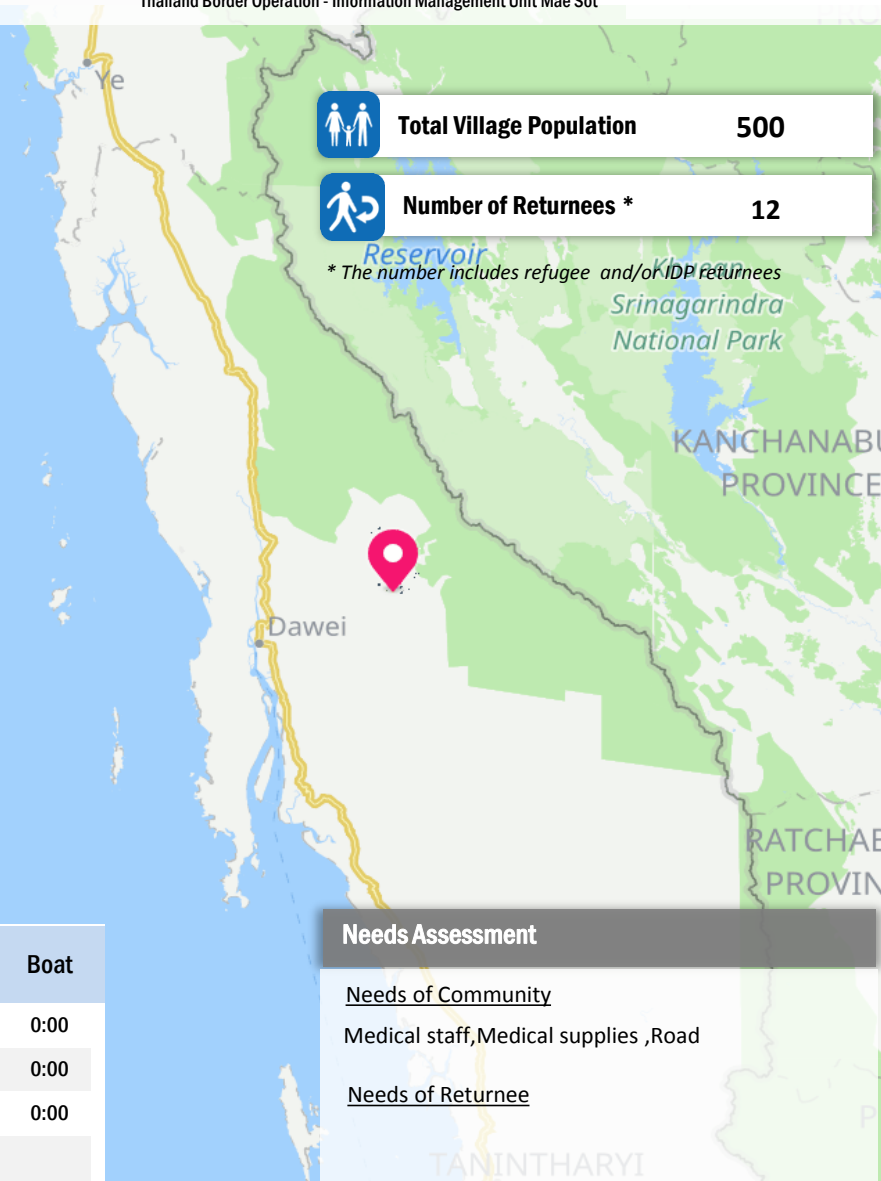 Thailand Border Operation - Information Management Unit Mae Sot
Ye
Total Village Population 500
Number of Returnees * 12
Reservoir
* The number includes refugee and/or IDP returnees
Khuean
Srinagarindra
National Park
KANCHANABU
PROVINCE
Dawei
RATCHAB
PROVIN
Boat
0:00
0:00
0:00
Needs Assessment
Needs of Community
Medical staff,Medical supplies ,Road
Needs of Returnee
TANINTHARYI